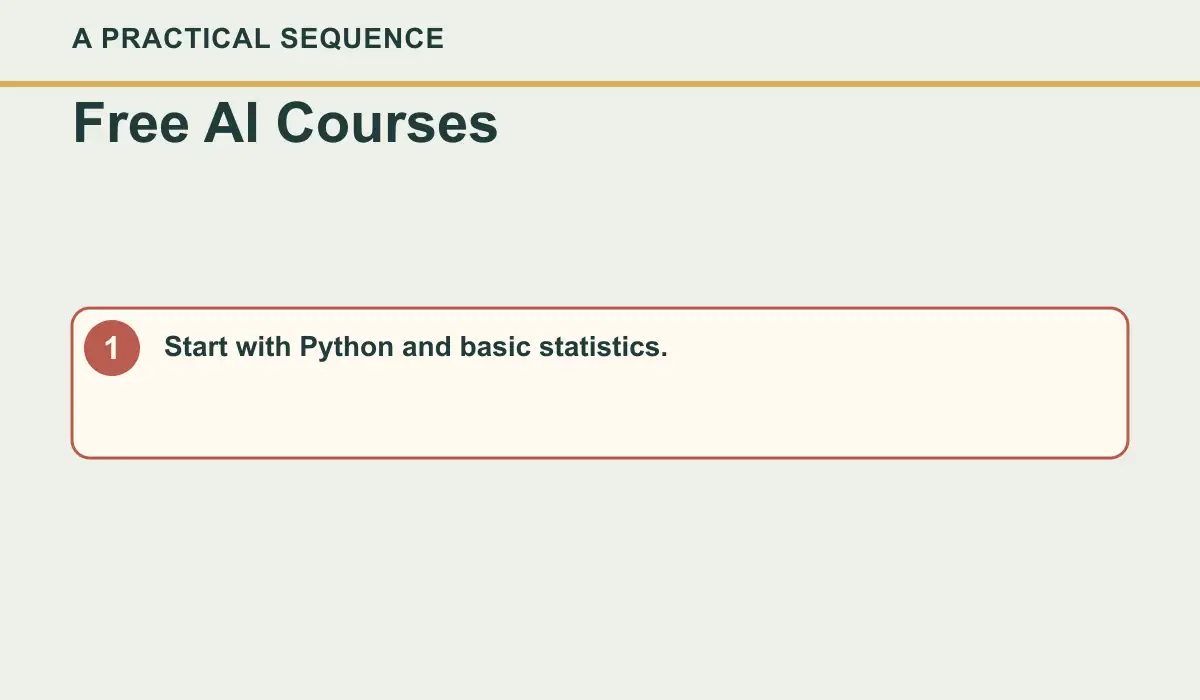 A PRACTICAL SEQUENCE
Free AI Courses
1 Start with Python and basic statistics.